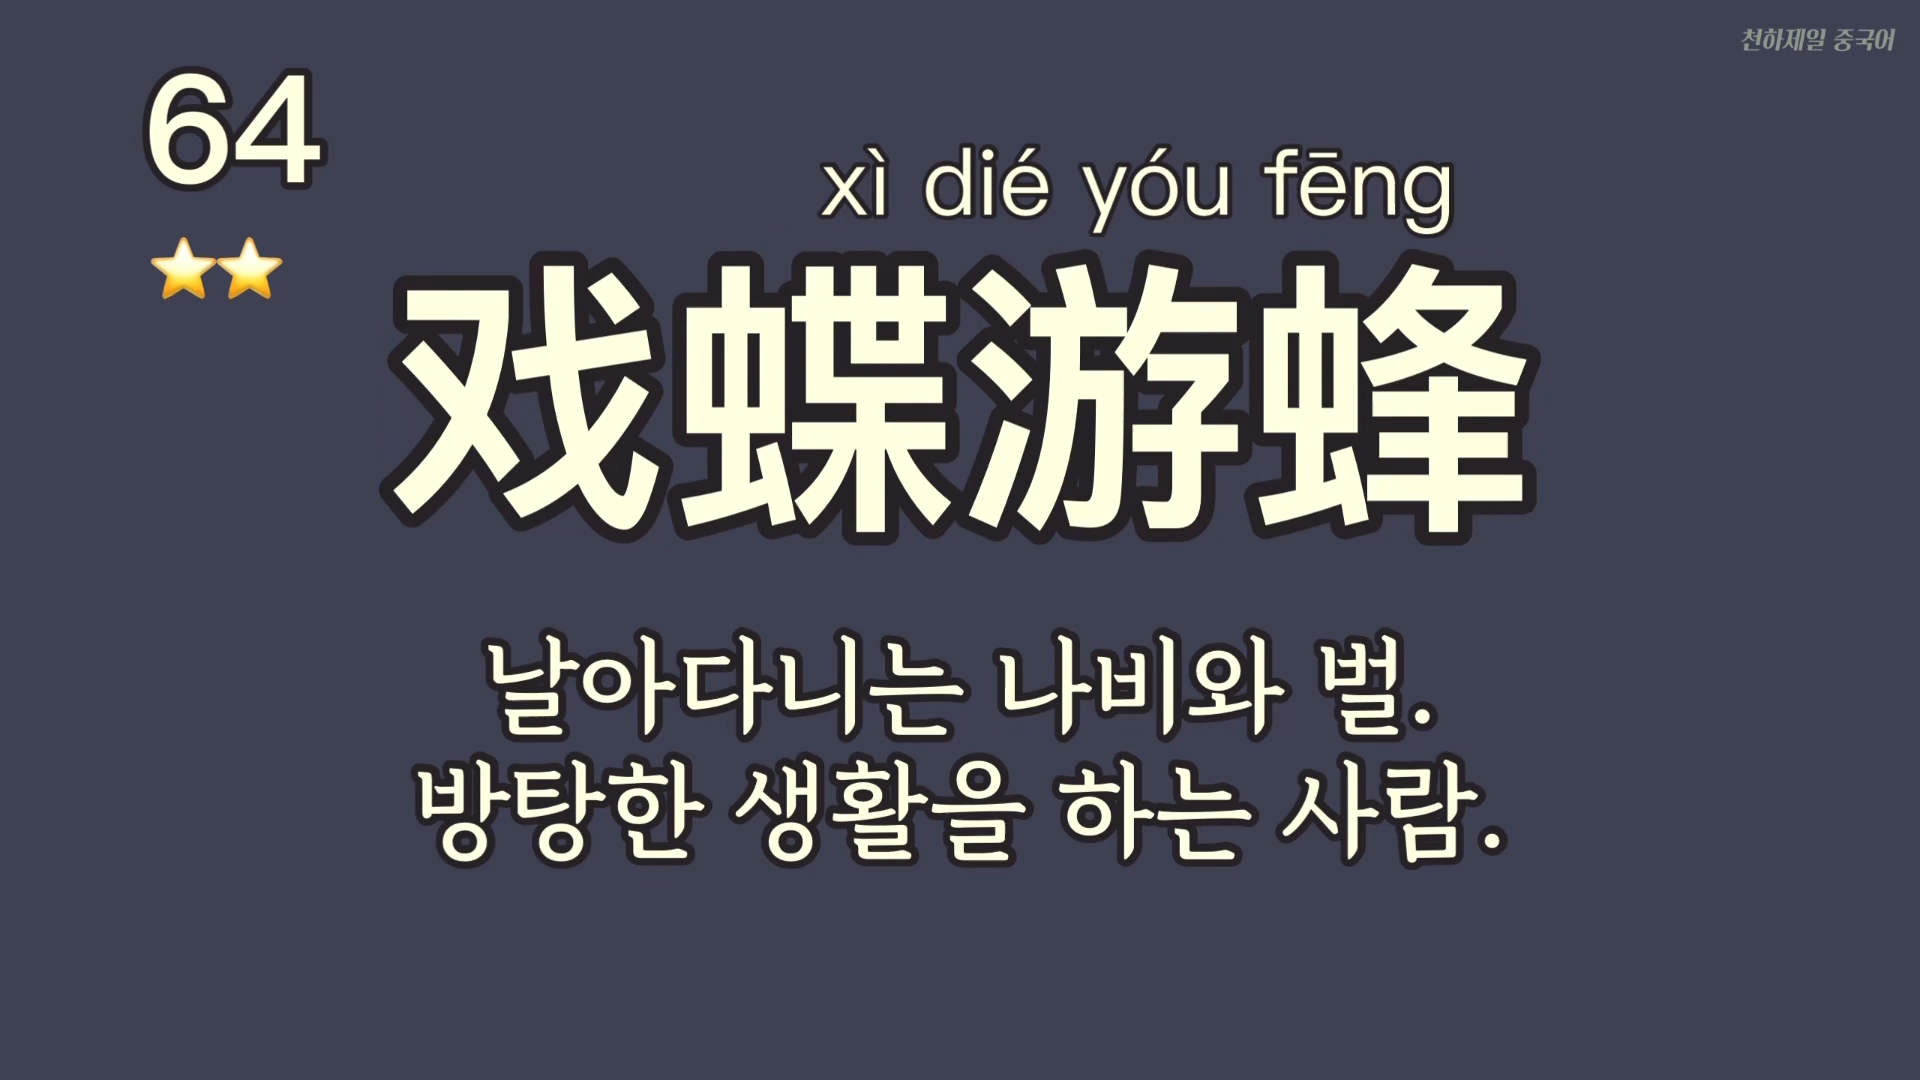 천하제일 중국어
64
⭐⭐
xì dié yóu fēng
戏蝶游蜂
날아다니는 나비와 벌.
방탕한 생활을 하는 사람.